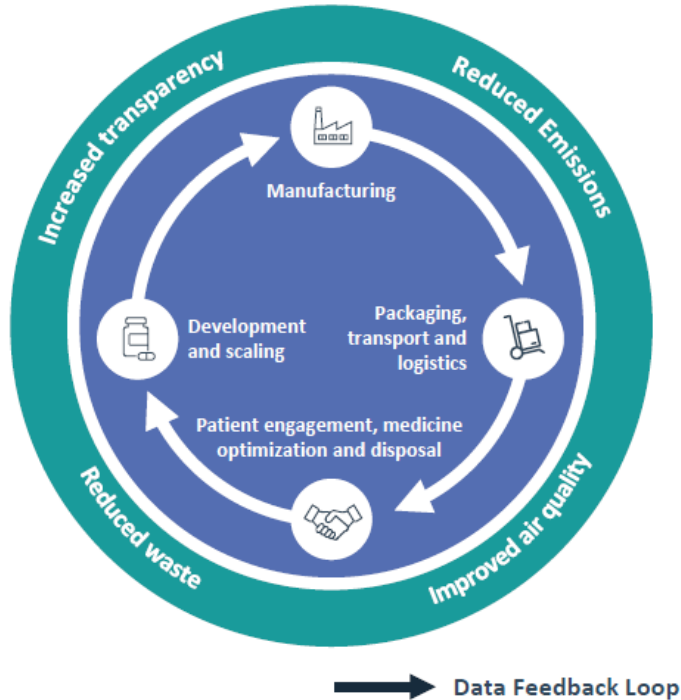 Increased transparency
Reduced Emissions
Manufacturing
Development
and scaling
Packaging,
transport and
logistics
Patient engagement, medicine
optimization and disposal
Reduced waste
Improved air quality
Data Feedback Loop